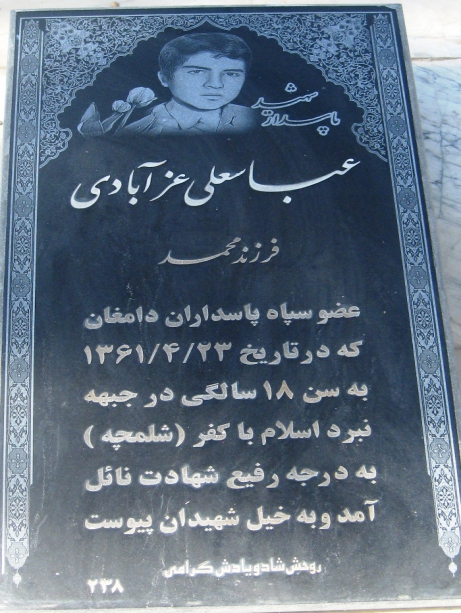 شهید
پاسدار
عباسعلی عزآبادی
فرزند محمد
عضو سپاه پاسداران دامغان
که در تاریخ ۱۳۶۱/۴/۲۳
به سن ۱۸ سالگی در جبهه
نبرد اسلام با کفر (شلمچه)
به درجه رفیع شهادت نائل
آمد و به خیل شهیدان پیوست
روحش شاد و یادش گرامی
۲۳۸